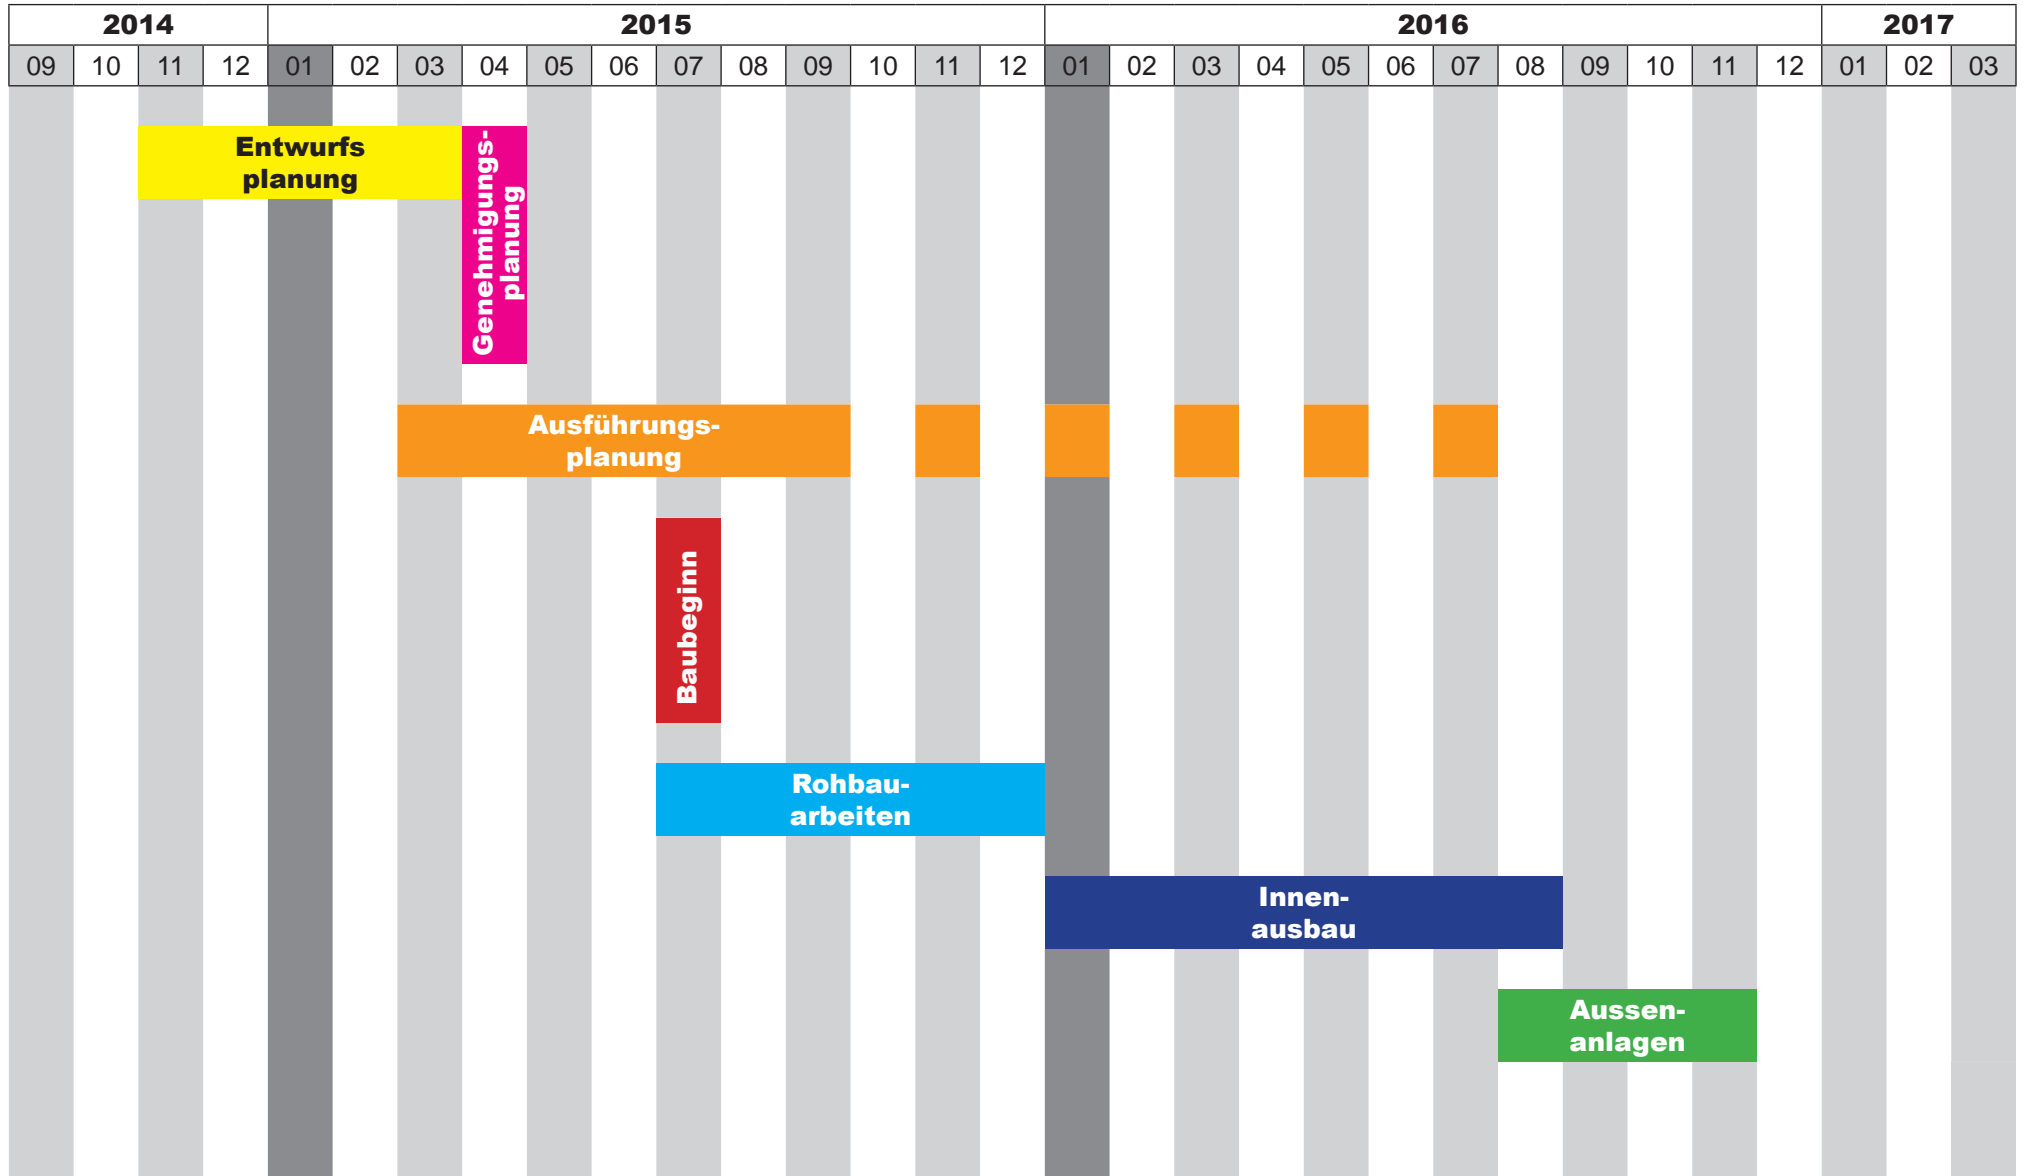 2014 2015 2016 2017
09 10 11 12 01 02 03 04 05 06 07 08 09 10 11 12 01 02 03 04 05 06 07 08 09 10 11 12 01 02 03
Entwurfs
planung
Genehmigungs-
planung
Ausführungs-
planung
Baubeginn
Rohbau-
arbeiten
Innen-
ausbau
Aussen-
anlagen